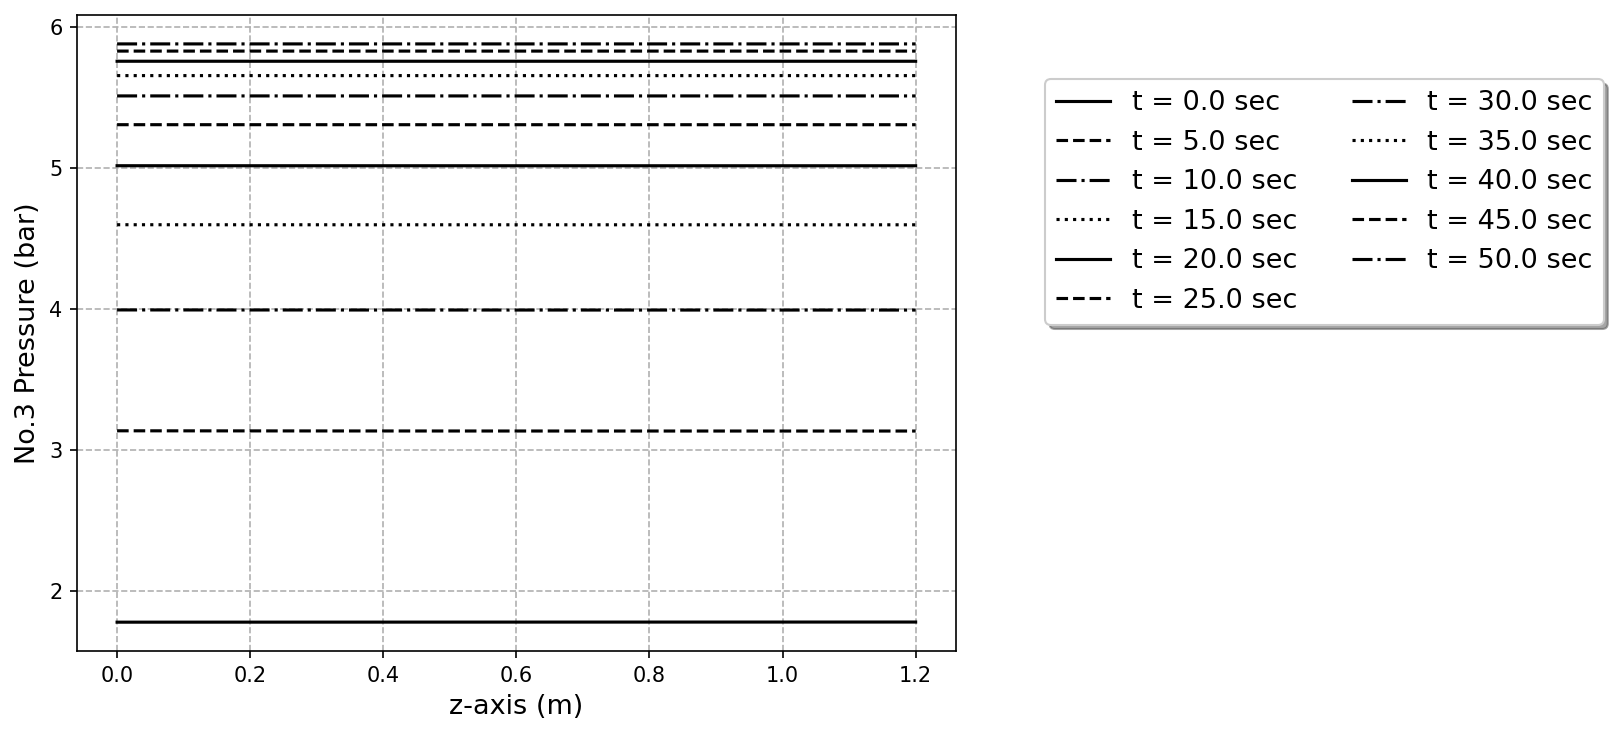 6
5
4
3
2
No.3 Pressure (bar)
0.0 0.2 0.4 0.6 0.8 1.0 1.2
z-axis (m)
t = 0.0 sec
t = 5.0 sec
t = 10.0 sec
t = 15.0 sec
t = 20.0 sec
t = 25.0 sec
t = 30.0 sec
t = 35.0 sec
t = 40.0 sec
t = 45.0 sec
t = 50.0 sec